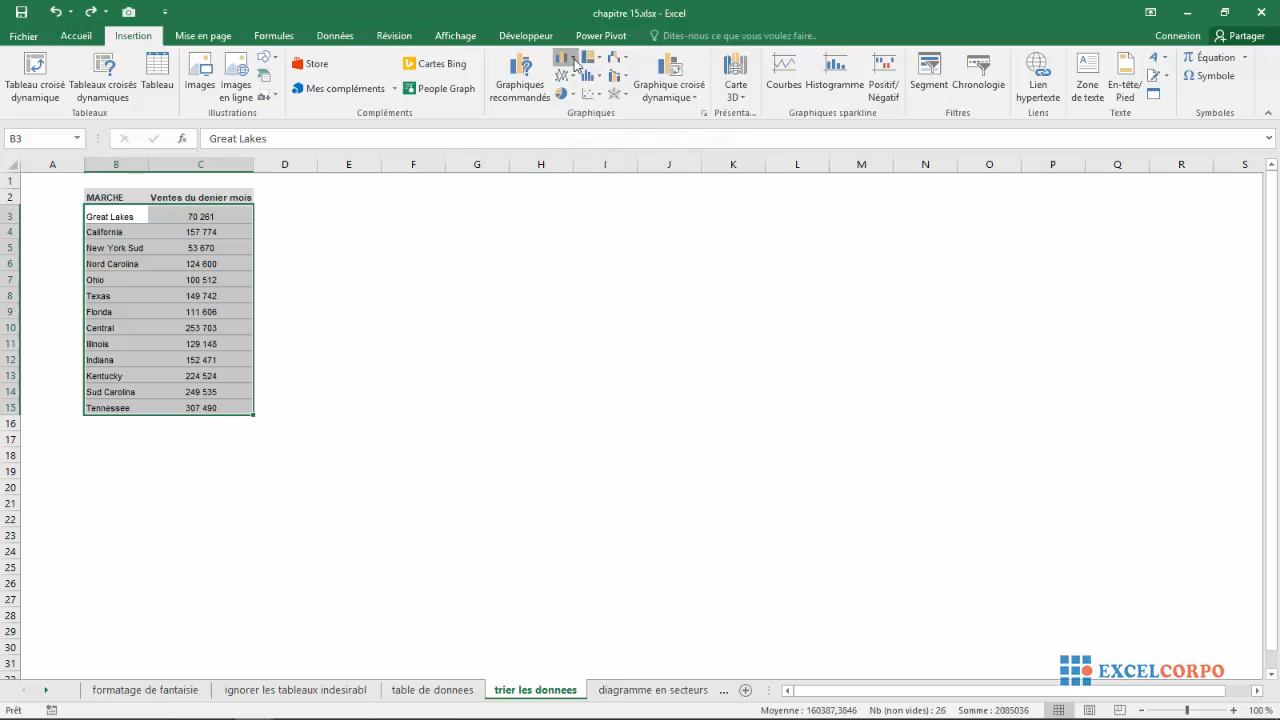 chapitre 15.xlsx - Excel
Fichier Accueil Insertion Mise en page Formules Données Révision Affichage Développeur Power Pivot Dites-nous ce que vous voulez faire.. Connexion Partager
Tableau croisé dynamique Tableaux croisés dynamiques Tableau Images Images en ligne Store Mes compléments Cartes Bing People Graph Graphiques recommandés Graphique croisé dynamique Carte 3D Courbes Histogramme Positif/ Négatif Segment Chronologie Lien hypertexte Zone de texte En-tête/ Pied Équation Symbole
Tableaux Illustrations Compléments Graphiques Présenta... Graphiques sparkline Filtres Liens Texte Symboles
B3 fx Great Lakes
A B C D E F G H I J K L M N O P Q R S
1
2 MARCHE Ventes du denier mois
3 Great Lakes 70 261
4 California 157 774
5 New York Sud 53 670
6 Nord Carolina 124 600
7 Ohio 100 512
8 Texas 149 742
9 Florida 111 606
10 Central 253 703
11 Illinois 129 148
12 Indiana 152 471
13 Kentucky 224 524
14 Sud Carolina 249 535
15 Tennessee 307 490
16
17
18
19
20
21
22
23
24
25
26
27
28
29
30
31
EXCELCORPO
formatage de fantaisie ignorer les tableaux indesirabl table de donnees trier les donnees diagramme en secteurs ...
Prêt Moyenne : 160387,3846 Nb (non vides) : 26 Somme : 2085036 100 %